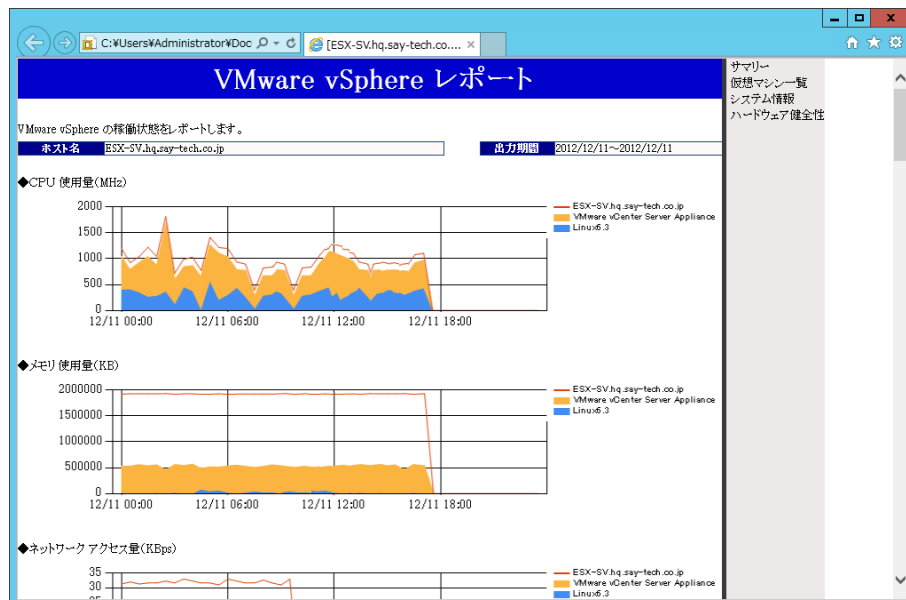 C:¥Users¥Administrator¥Doc
[ESX-SV.hq.say-tech.co....
VMware vSphere レポート
サマリー
仮想マシン一覧
システム情報
ハードウェア健全性
VMware vSphere の稼働状態をレポートします。
ホスト名 ESX-SV.hq.say-tech.co.jp 出力期間 2012/12/11～2012/12/11
◆CPU 使用量(MHz)
2000
1500
1000
500
0
12/11 00:00 12/11 06:00 12/11 12:00 12/11 18:00
ESX-SV.hq.say-tech.co.jp
VMware vCenter Server Appliance
Linux6.3
◆メモリ使用量(KB)
2000000
1500000
1000000
500000
0
12/11 00:00 12/11 06:00 12/11 12:00 12/11 18:00
ESX-SV.hq.say-tech.co.jp
VMware vCenter Server Appliance
Linux6.3
◆ネットワーク アクセス量(KBps)
35
30
ESX-SV.hq.say-tech.co.jp
VMware vCenter Server Appliance
Linux6.3